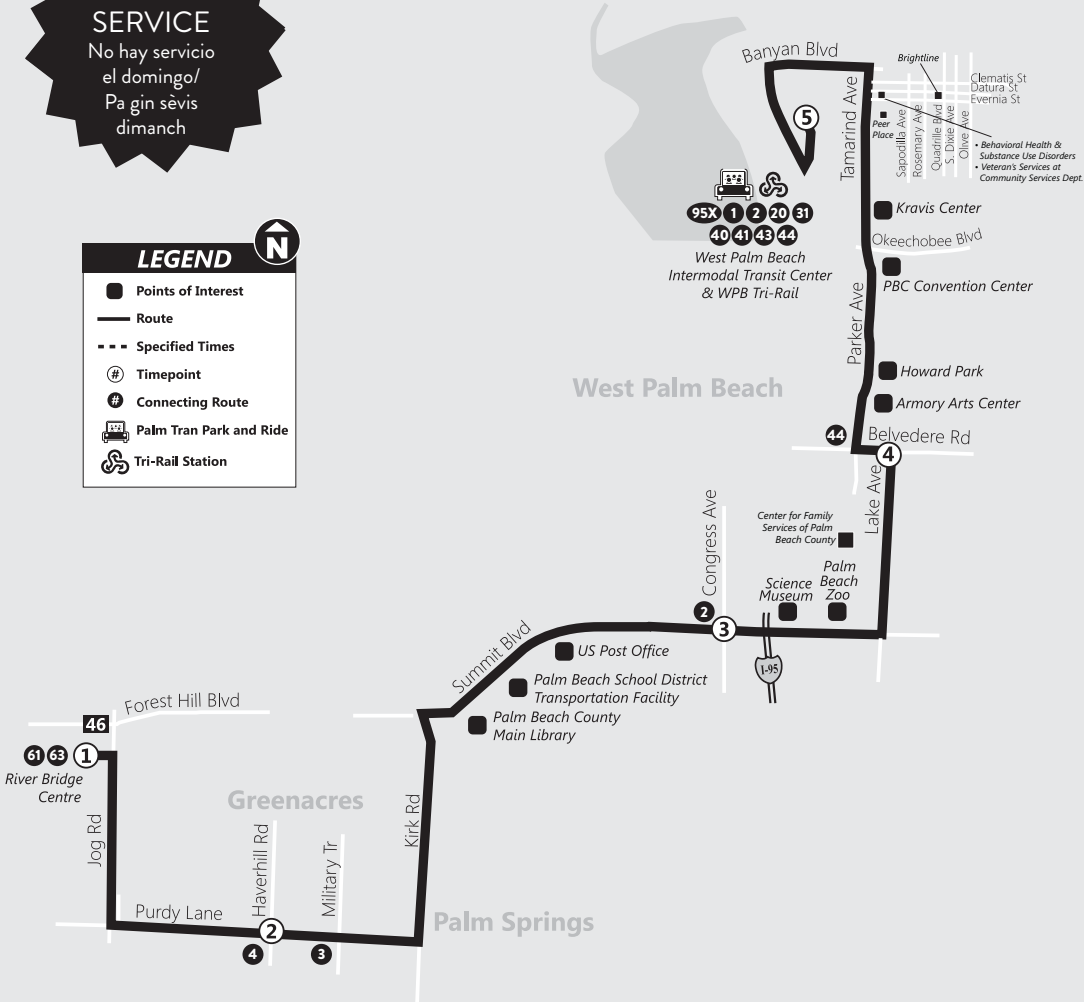 SERVICE
No hay servicio
el domingo/
Pa gin sèvis
dimanch
N
LEGEND
Points of Interest
Route
Specified Times
# Timepoint
# Connecting Route
Palm Tran Park and Ride
Tri-Rail Station
Banyan Blvd
5
Tamarind Ave
Brightline
Clematis St
Datura St
Evernia St
Peer
Place
Sapodilla Ave
Rosemary Ave
Quadrille Blvd
S. Dixie Ave
Olive Ave
• Behavioral Health &
Substance Use Disorders
• Veteran's Services at
Community Services Dept.
95X 1 2 20 31
40 41 43 44
West Palm Beach
Intermodal Transit Center
& WPB Tri-Rail
Kravis Center
Okeechobee Blvd
PBC Convention Center
Parker Ave
West Palm Beach
Howard Park
Armory Arts Center
44
Belvedere Rd
4
Lake Ave
Congress Ave
Center for Family
Services of Palm
Beach County
Science
Museum
Palm
Beach
Zoo
2
3
I-95
Summit Blvd
US Post Office
Palm Beach School District
Transportation Facility
Palm Beach County
Main Library
Forest Hill Blvd
46
61 63 1
River Bridge
Centre
Greenacres
Jog Rd
Haverhill Rd
Military Tr
Kirk Rd
Purdy Lane
2
4
3
Palm Springs